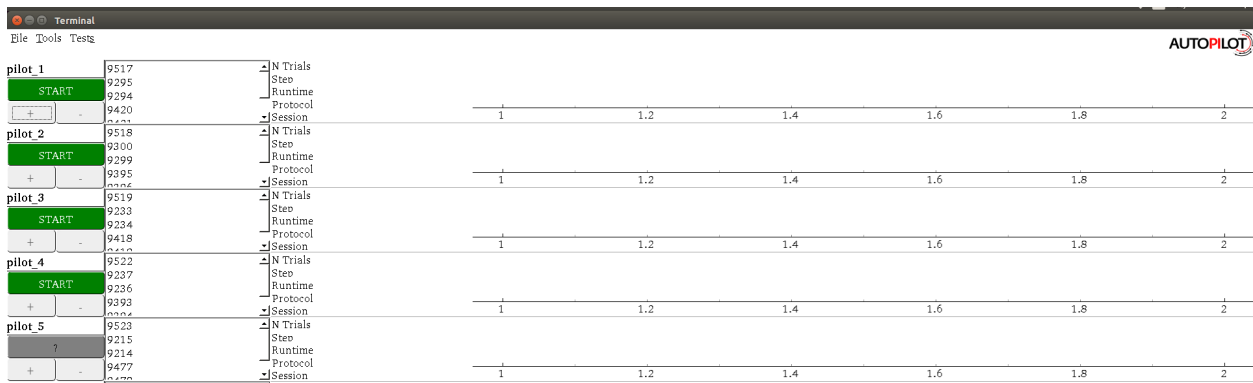 Terminal
File Tools Tests
AUTOPILOT
pilot_1
START
+ -
9517
9295
9294
9420
N Trials
Step
Runtime
Protocol
Session
1 1.2 1.4 1.6 1.8 2
pilot_2
START
+ -
9518
9300
9299
9395
N Trials
Step
Runtime
Protocol
Session
1 1.2 1.4 1.6 1.8 2
pilot_3
START
+ -
9519
9233
9234
9418
N Trials
Step
Runtime
Protocol
Session
1 1.2 1.4 1.6 1.8 2
pilot_4
START
+ -
9522
9237
9236
9393
N Trials
Step
Runtime
Protocol
Session
1 1.2 1.4 1.6 1.8 2
pilot_5
?
+ -
9523
9215
9214
9477
N Trials
Step
Runtime
Protocol
Session
1 1.2 1.4 1.6 1.8 2